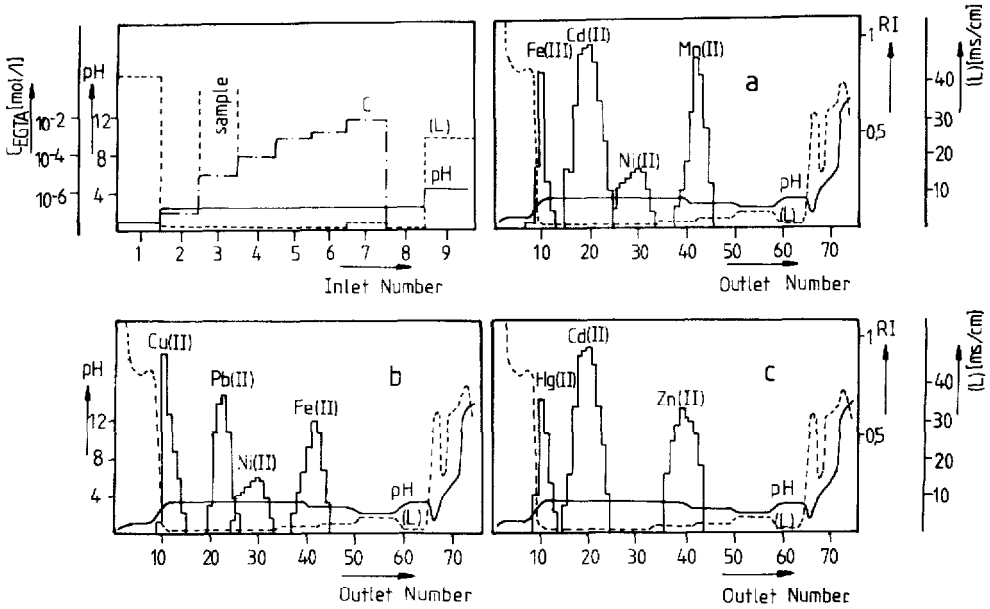 C EGTA [mol/l]
pH
10-2
10-4
10-6
12
8
4
sample
C
(L)
pH
1 2 3 4 5 6 7 8 9
Inlet Number
Fe(III)
Cd(II)
Ni(II)
Mn(II)
a
pH
(L)
1
0,5
RI
40
30
20
10
(L)[ms/cm]
10 20 30 40 50 60 70
Outlet Number
pH
12
8
4
Cu(II)
Pb(II)
Ni(II)
Fe(II)
b
pH
(L)
10 20 30 40 50 60 70
Outlet Number
Hg(II)
Cd(II)
Zn(II)
c
pH
(L)
1
0,5
RI
40
30
20
10
(L)[ms/cm]
10 20 30 40 50 60 70
Outlet Number